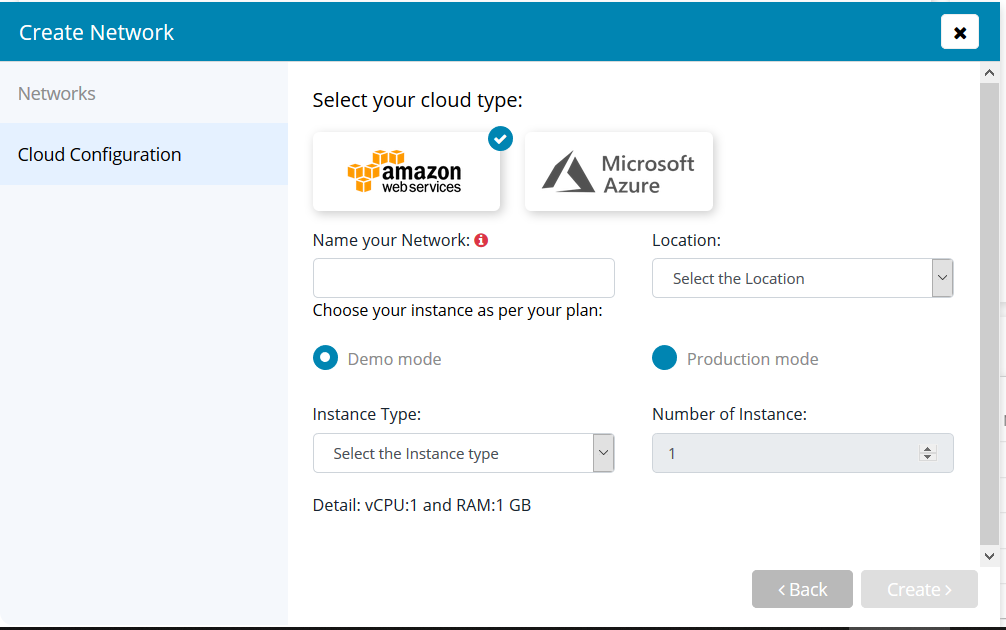 Create Network
Networks
Cloud Configuration
Select your cloud type:
amazon
webservices
Microsoft
Azure
Name your Network:
Location:
Select the Location
Choose your instance as per your plan:
Demo mode
Production mode
Instance Type:
Number of Instance:
Select the Instance type
1
Detail: vCPU:1 and RAM:1 GB
‹ Back
Create ›